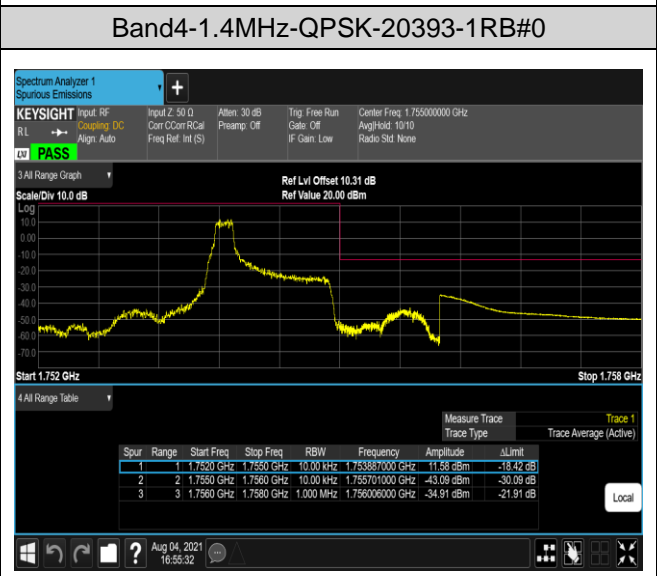 Band4-1.4MHz-QPSK-20393-1RB#0
Spectrum Analyzer 1
Spurious Emissions
+
KEYSIGHT Input: RF Input Z: 50 Ω Atten: 30 dB Trig: Free Run Center Freq: 1.755000000 GHz
RL Coupling: DC Corr CCorr RCal Preamp: Off Gate: Off Avg|Hold: 10/10
Align: Auto Freq Ref: Int (S) IF Gain: Low Radio Std: None
LXI PASS
3 All Range Graph
Ref Lvl Offset 10.31 dB
Scale/Div 10.0 dB Ref Value 20.00 dBm
Log
10.0
0.00
-10.0
-20.0
-30.0
-40.0
-50.0
-60.0
-70.0
Start 1.752 GHz Stop 1.758 GHz
4 All Range Table
Measure Trace Trace 1
Trace Type Trace Average (Active)
Spur Range Start Freq Stop Freq RBW Frequency Amplitude ΔLimit
1 1 1.7520 GHz 1.7550 GHz 10.00 kHz 1.753887000 GHz 11.58 dBm -18.42 dB
2 2 1.7550 GHz 1.7560 GHz 10.00 kHz 1.755701000 GHz -43.09 dBm -30.09 dB
3 3 1.7560 GHz 1.7580 GHz 1.000 MHz 1.756006000 GHz -34.91 dBm -21.91 dB
Local
? Aug 04, 2021
16:55:32